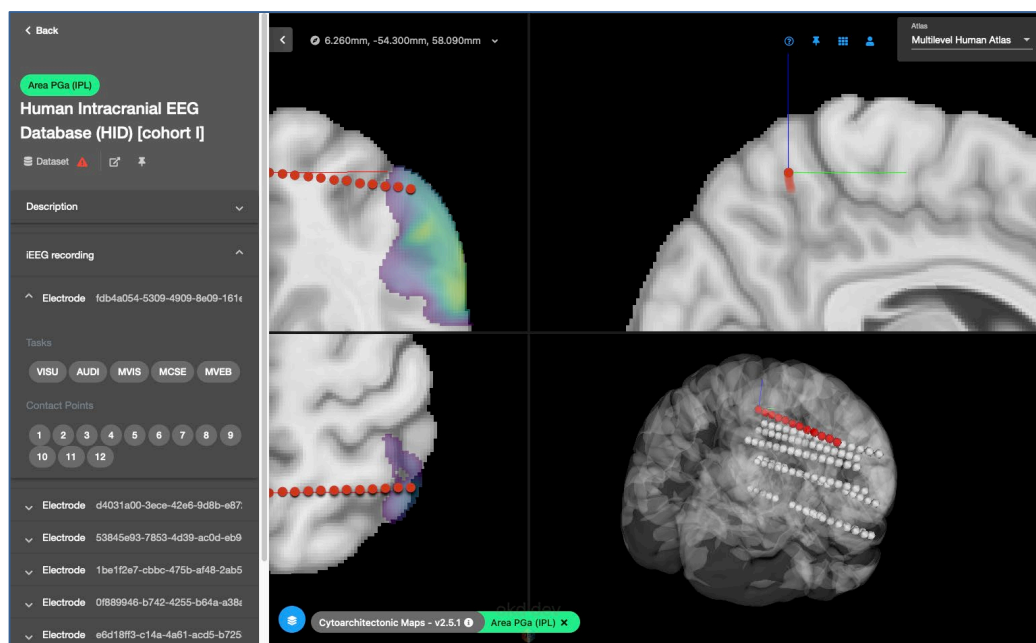 Back
Area PGa (IPL)
Human Intracranial EEG
Database (HID) [cohort I]
Dataset
Description
iEEG recording
Electrode fdb4a054-5309-4909-8e09-161e
Tasks
VISU AUDI MVIS MCSE MVEB
Contact Points
1 2 3 4 5 6 7 8 9
10 11 12
Electrode d4031a00-3ece-42e6-9d8b-e87
Electrode 53845e93-7853-4d39-ac0d-eb9
Electrode 1be1f2e7-cbbc-475b-af48-2ab5
Electrode 0f889946-b742-4255-b64a-a38
Electrode e6d18ff3-c14a-4a61-acd5-b725
6.260mm, -54.300mm, 58.090mm
Atlas
Multilevel Human Atlas
Cytoarchitectonic Maps - v2.5.1
Area PGa (IPL)